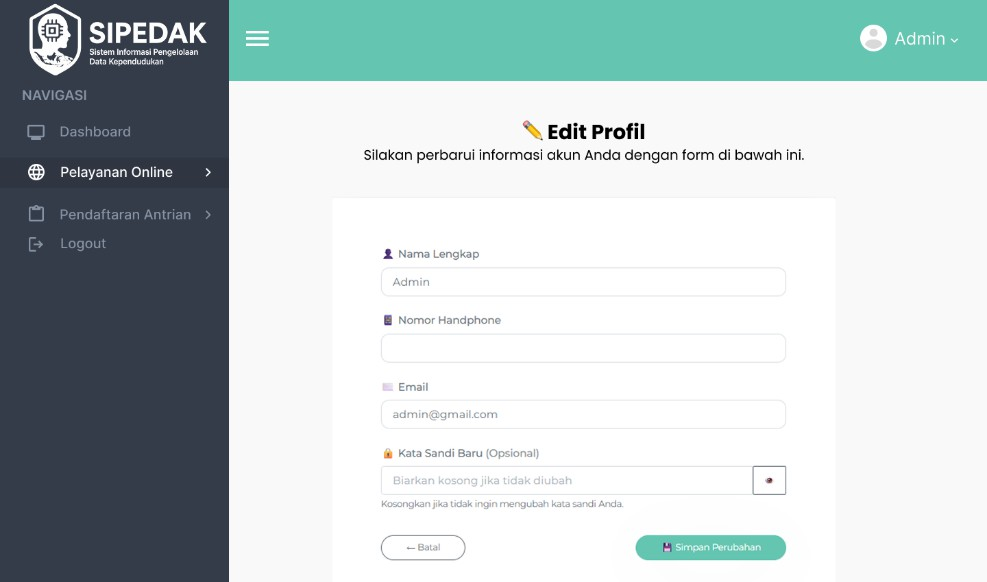 SIPEDAK
Sistem Informasi Pengelolaan
Data Kependudukan
Admin
NAVIGASI
Dashboard
Pelayanan Online
Pendaftaran Antrian
Logout
Edit Profil
Silakan perbarui informasi akun Anda dengan form di bawah ini.
Nama Lengkap
Admin
Nomor Handphone
Email
admin@gmail.com
Kata Sandi Baru (Opsional)
Biarkan kosong jika tidak diubah
Kosongkan jika tidak ingin mengubah kata sandi Anda.
← Batal
Simpan Perubahan